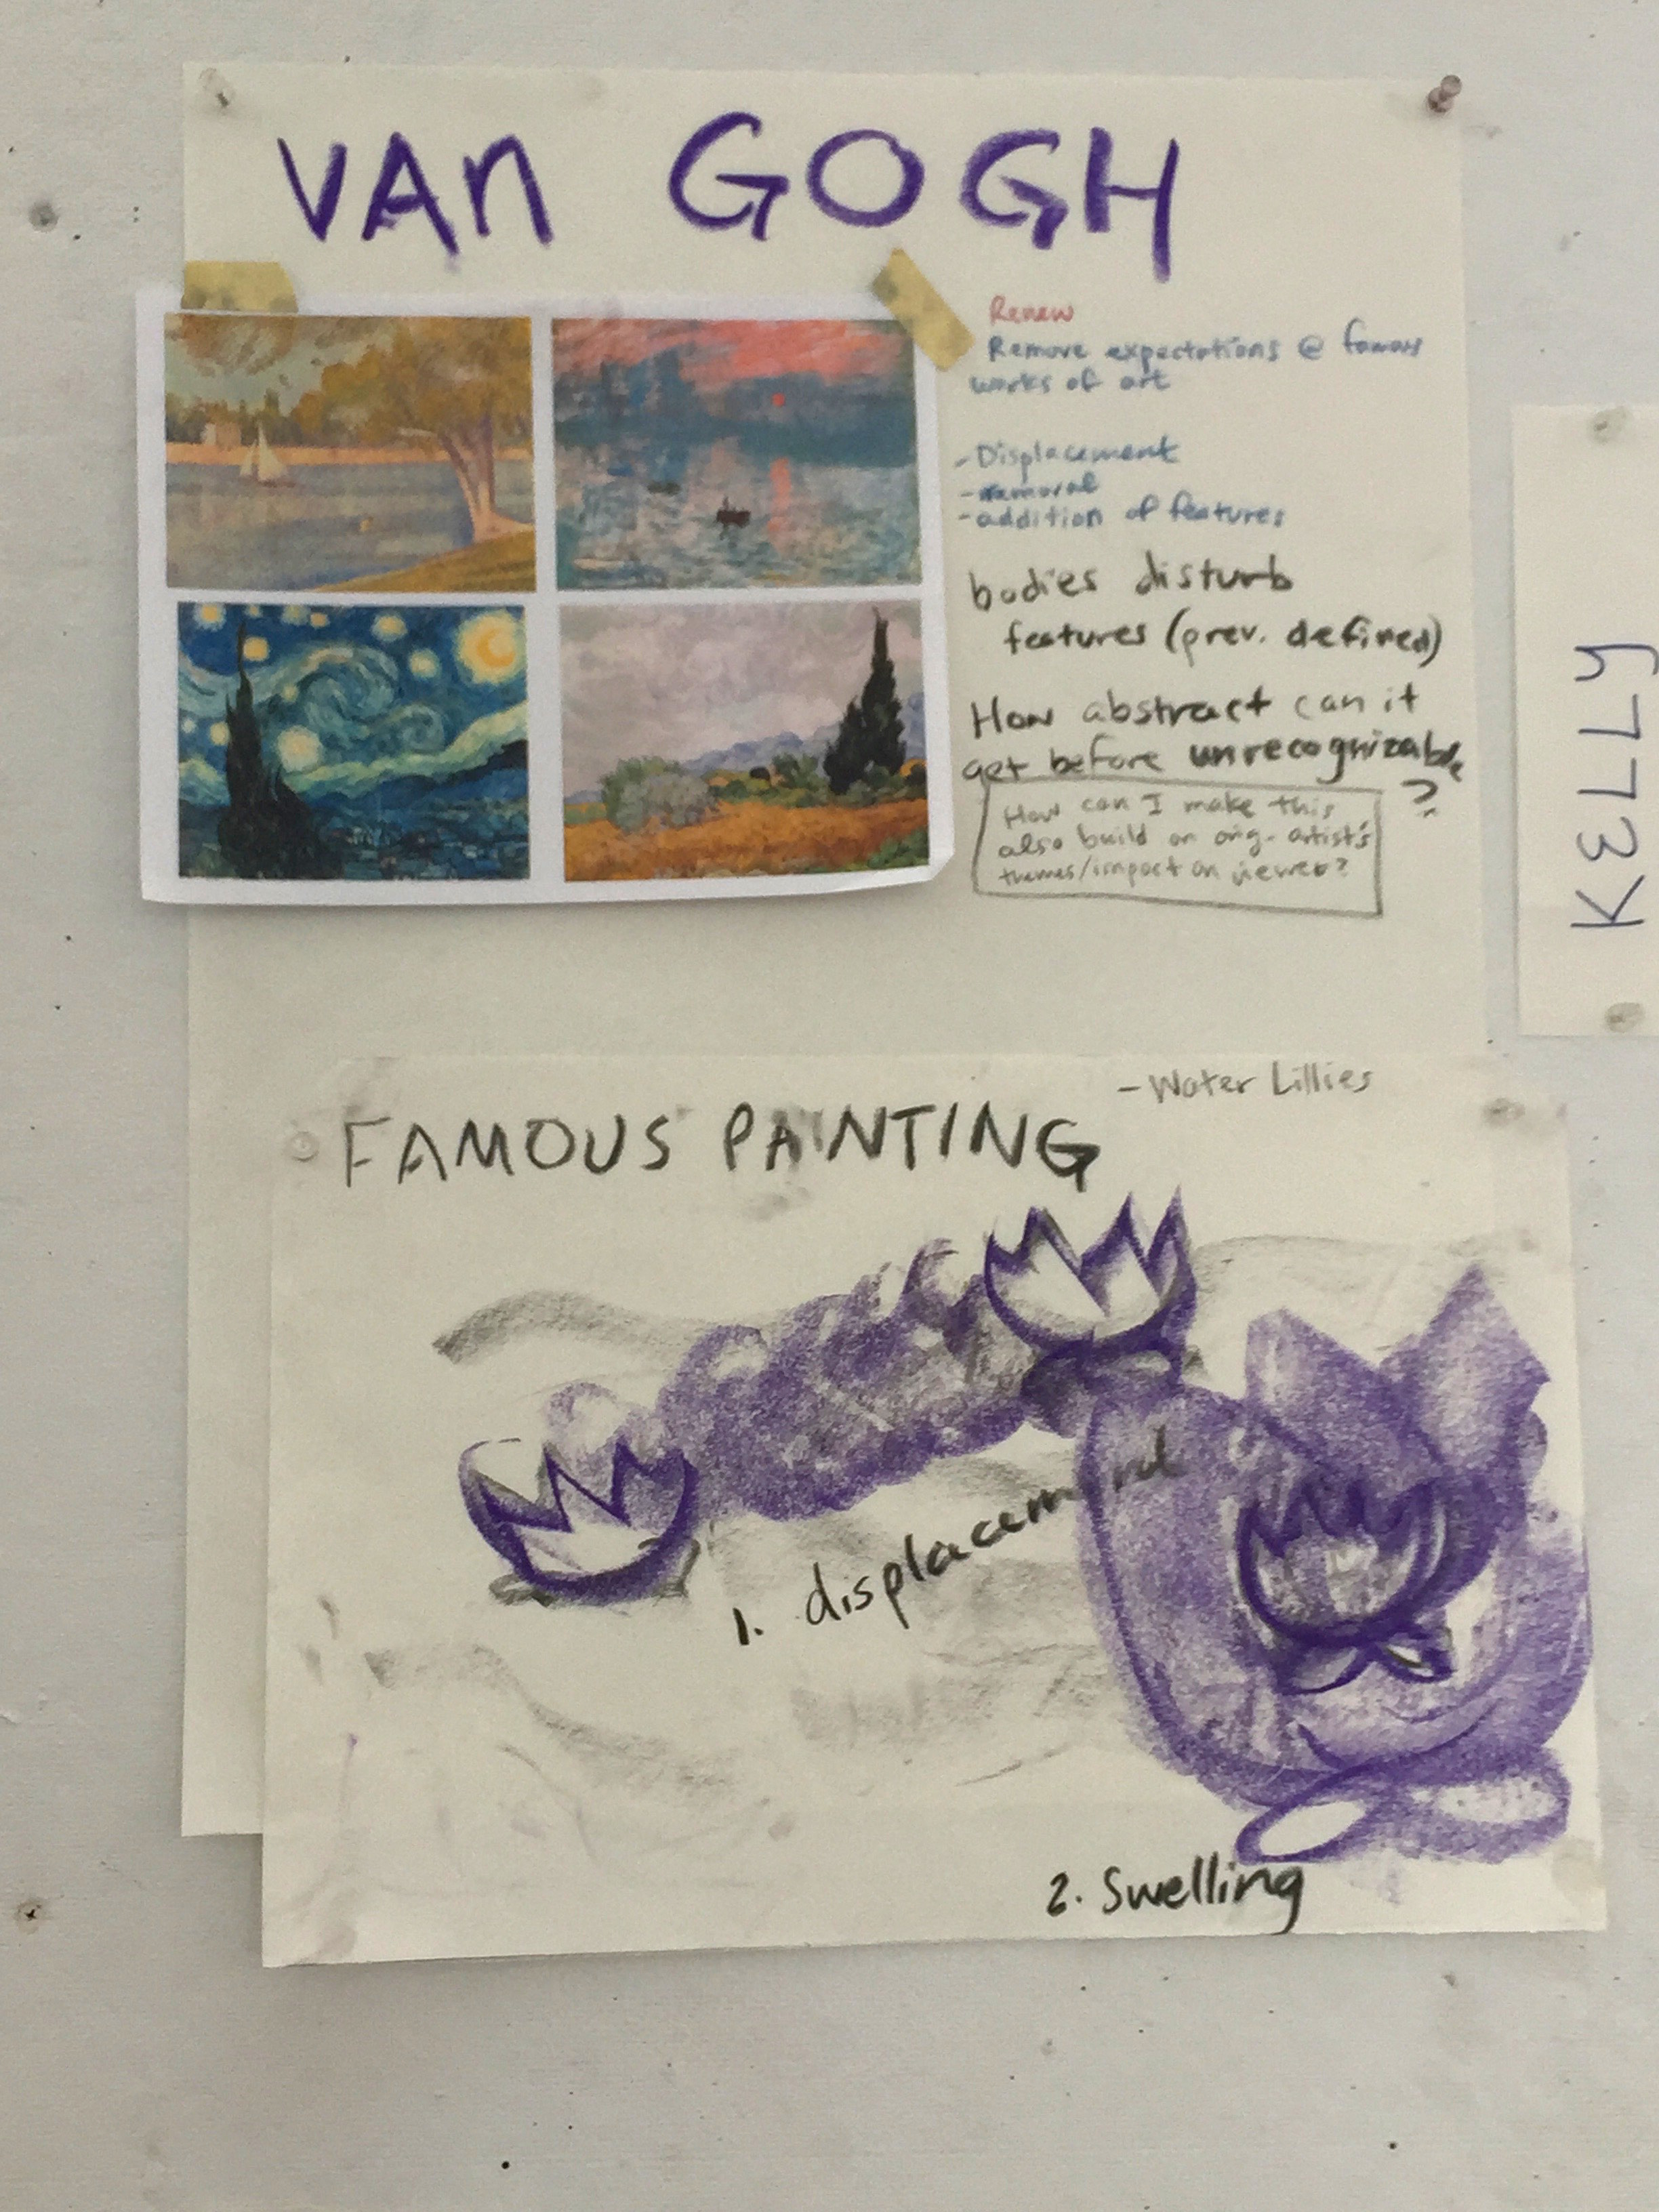 VAN GOGH
Renew
Remove expectations @ famous
works of art
-Displacement
-removal
-addition of features
bodies disturb
features (prev. defined)
How abstract can it
get before unrecognizable
?
How can I make this
also build on orig. artist's
themes/impact on viewer?
KELLY
-Water Lillies
FAMOUS PAINTING
1. displacement
2. Swelling